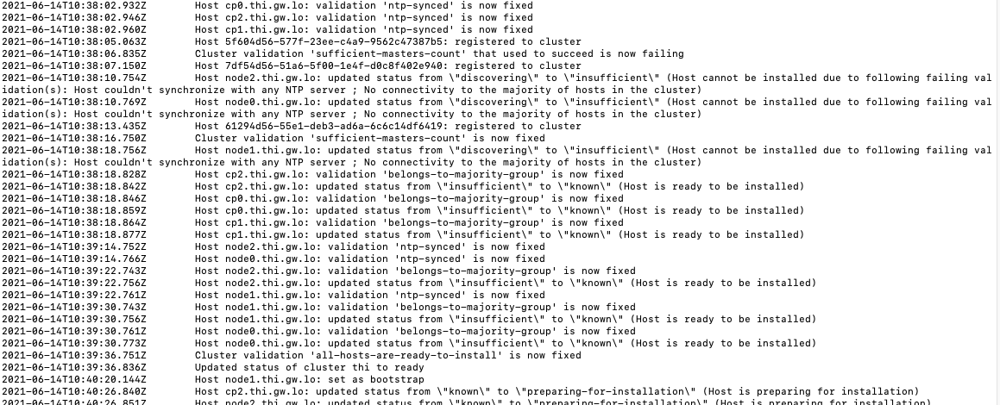 2021-06-14T10:38:02.932Z Host cp0.thi.gw.lo: validation 'ntp-synced' is now fixed
2021-06-14T10:38:02.946Z Host cp2.thi.gw.lo: validation 'ntp-synced' is now fixed
2021-06-14T10:38:02.960Z Host cp1.thi.gw.lo: validation 'ntp-synced' is now fixed
2021-06-14T10:38:05.063Z Host 5f604d56-577f-23ee-c4a9-9562c47387b5: registered to cluster
2021-06-14T10:38:06.835Z Cluster validation 'sufficient-masters-count' that used to succeed is now failing
2021-06-14T10:38:07.150Z Host 7df54d56-51a6-5f00-1e4f-d0c8f402e940: registered to cluster
2021-06-14T10:38:10.754Z Host node2.thi.gw.lo: updated status from \"discovering\" to \"insufficient\" (Host cannot be installed due to following failing val
idation(s): Host couldn't synchronize with any NTP server ; No connectivity to the majority of hosts in the cluster)
2021-06-14T10:38:10.769Z Host node0.thi.gw.lo: updated status from \"discovering\" to \"insufficient\" (Host cannot be installed due to following failing val
idation(s): Host couldn't synchronize with any NTP server ; No connectivity to the majority of hosts in the cluster)
2021-06-14T10:38:13.435Z Host 61294d56-55e1-deb3-ad6a-6c6c14df6419: registered to cluster
2021-06-14T10:38:16.750Z Cluster validation 'sufficient-masters-count' is now fixed
2021-06-14T10:38:18.756Z Host node1.thi.gw.lo: updated status from \"discovering\" to \"insufficient\" (Host cannot be installed due to following failing val
idation(s): Host couldn't synchronize with any NTP server ; No connectivity to the majority of hosts in the cluster)
2021-06-14T10:38:18.828Z Host cp2.thi.gw.lo: validation 'belongs-to-majority-group' is now fixed
2021-06-14T10:38:18.842Z Host cp2.thi.gw.lo: updated status from \"insufficient\" to \"known\" (Host is ready to be installed)
2021-06-14T10:38:18.846Z Host cp0.thi.gw.lo: validation 'belongs-to-majority-group' is now fixed
2021-06-14T10:38:18.859Z Host cp0.thi.gw.lo: updated status from \"insufficient\" to \"known\" (Host is ready to be installed)
2021-06-14T10:38:18.864Z Host cp1.thi.gw.lo: validation 'belongs-to-majority-group' is now fixed
2021-06-14T10:38:18.877Z Host cp1.thi.gw.lo: updated status from \"insufficient\" to \"known\" (Host is ready to be installed)
2021-06-14T10:39:14.752Z Host node2.thi.gw.lo: validation 'ntp-synced' is now fixed
2021-06-14T10:39:14.766Z Host node0.thi.gw.lo: validation 'ntp-synced' is now fixed
2021-06-14T10:39:22.743Z Host node2.thi.gw.lo: validation 'belongs-to-majority-group' is now fixed
2021-06-14T10:39:22.756Z Host node2.thi.gw.lo: updated status from \"insufficient\" to \"known\" (Host is ready to be installed)
2021-06-14T10:39:22.761Z Host node1.thi.gw.lo: validation 'ntp-synced' is now fixed
2021-06-14T10:39:30.743Z Host node1.thi.gw.lo: validation 'belongs-to-majority-group' is now fixed
2021-06-14T10:39:30.756Z Host node1.thi.gw.lo: updated status from \"insufficient\" to \"known\" (Host is ready to be installed)
2021-06-14T10:39:30.761Z Host node0.thi.gw.lo: validation 'belongs-to-majority-group' is now fixed
2021-06-14T10:39:30.773Z Host node0.thi.gw.lo: updated status from \"insufficient\" to \"known\" (Host is ready to be installed)
2021-06-14T10:39:36.751Z Cluster validation 'all-hosts-are-ready-to-install' is now fixed
2021-06-14T10:39:36.836Z Updated status of cluster thi to ready
2021-06-14T10:40:20.144Z Host node1.thi.gw.lo: set as bootstrap
2021-06-14T10:40:26.840Z Host cp2.thi.gw.lo: updated status from \"known\" to \"preparing-for-installation\" (Host is preparing for installation)
2021-06-14T10:40:26.851Z Host node2.thi.gw.lo: updated status from \"known\" to \"preparing-for-installation\" (Host is preparing for installation)